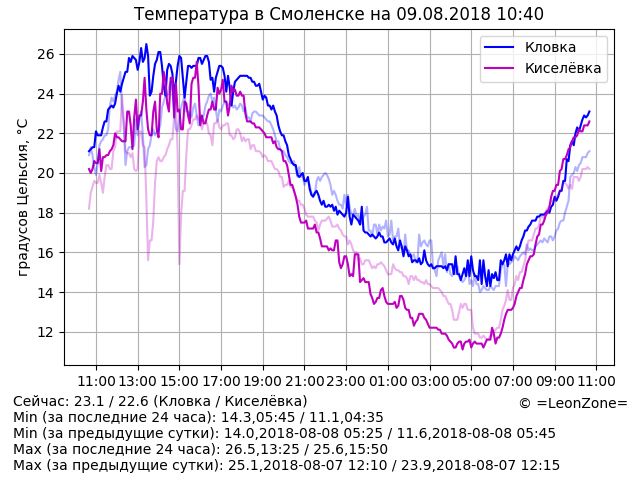 Температура в Смоленске на 09.08.2018 10:40
Кловка
Киселёвка
градусов Цельсия, °C
26
24
22
20
18
16
14
12
11:00 13:00 15:00 17:00 19:00 21:00 23:00 01:00 03:00 05:00 07:00 09:00 11:00
Сейчас: 23.1 / 22.6 (Кловка / Киселёвка)
© =LeonZone=
Min (за последние 24 часа): 14.3,05:45 / 11.1,04:35
Min (за предыдущие сутки): 14.0,2018-08-08 05:25 / 11.6,2018-08-08 05:45
Max (за последние 24 часа): 26.5,13:25 / 25.6,15:50
Max (за предыдущие сутки): 25.1,2018-08-07 12:10 / 23.9,2018-08-07 12:15